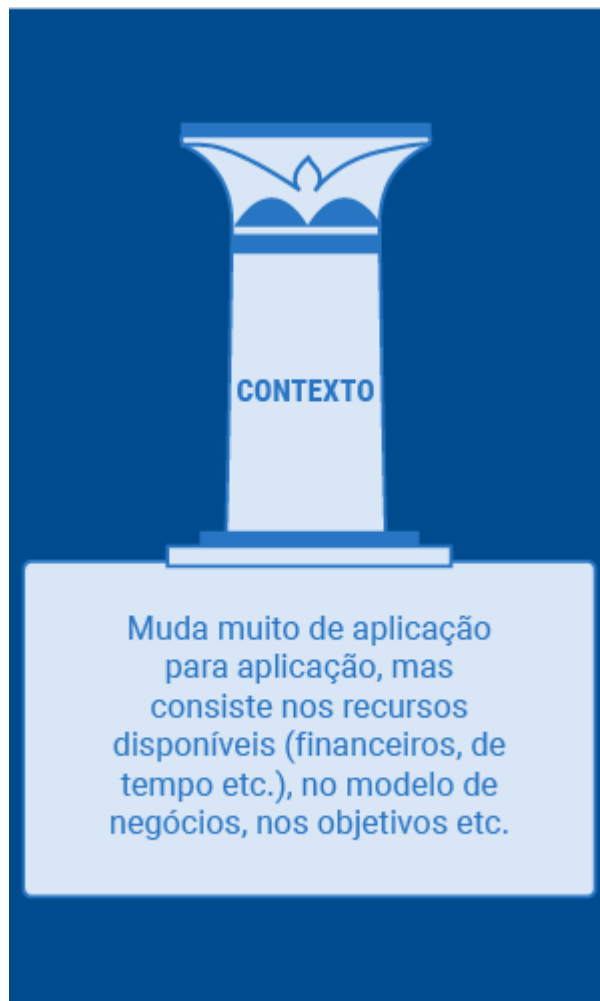 CONTEXTO
Muda muito de aplicação
para aplicação, mas
consiste nos recursos
disponíveis (financeiros, de
tempo etc.), no modelo de
negócios, nos objetivos etc.